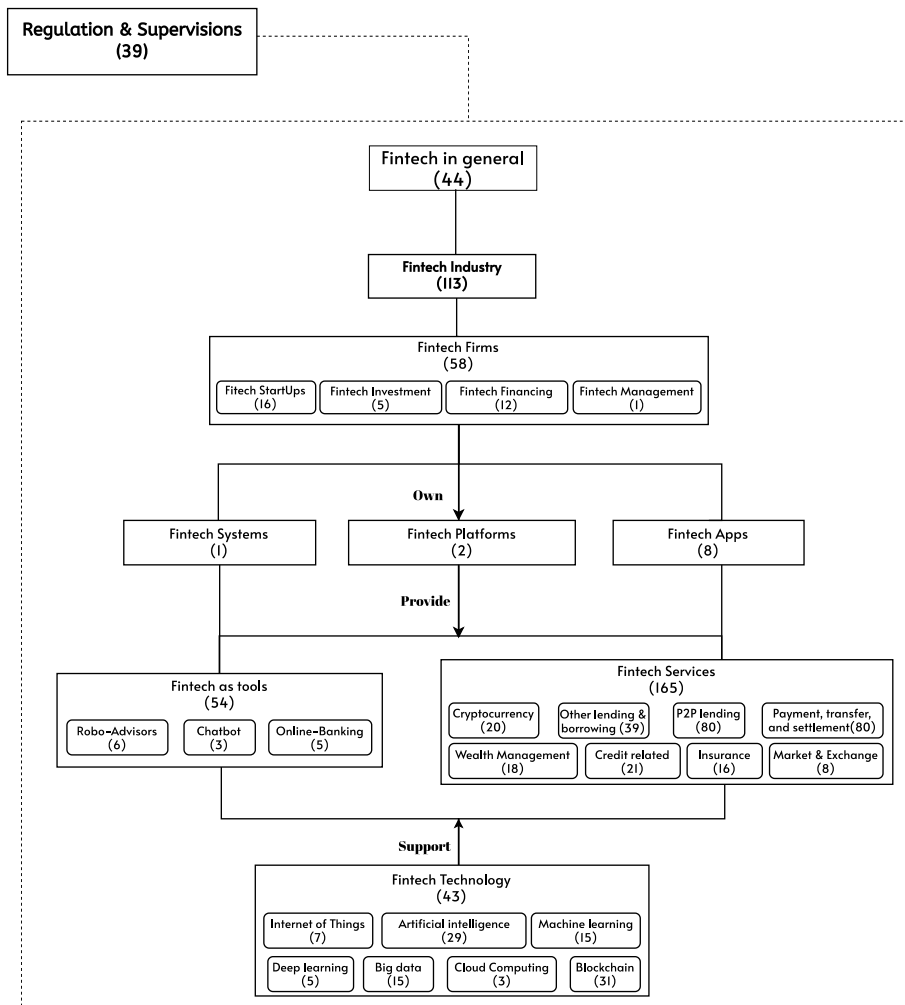 Regulation & Supervisions
(39)
Fintech in general
(44)
Fintech Industry
(113)
Fintech Firms
(58)
Fitech StartUps
(16)
Fintech Investment
(5)
Fintech Financing
(12)
Fintech Management
(1)
Own
Fintech Systems
(1)
Fintech Platforms
(2)
Fintech Apps
(8)
Provide
Fintech as tools
(54)
Robo-Advisors
(6)
Chatbot
(3)
Online-Banking
(5)
Fintech Services
(165)
Cryptocurrency
(20)
Other lending &
borrowing (39)
P2P lending
(80)
Payment, transfer,
and settlement(80)
Wealth Management
(18)
Credit related
(21)
Insurance
(16)
Market & Exchange
(8)
Support
Fintech Technology
(43)
Internet of Things
(7)
Artificial intelligence
(29)
Machine learning
(15)
Deep learning
(5)
Big data
(15)
Cloud Computing
(3)
Blockchain
(31)